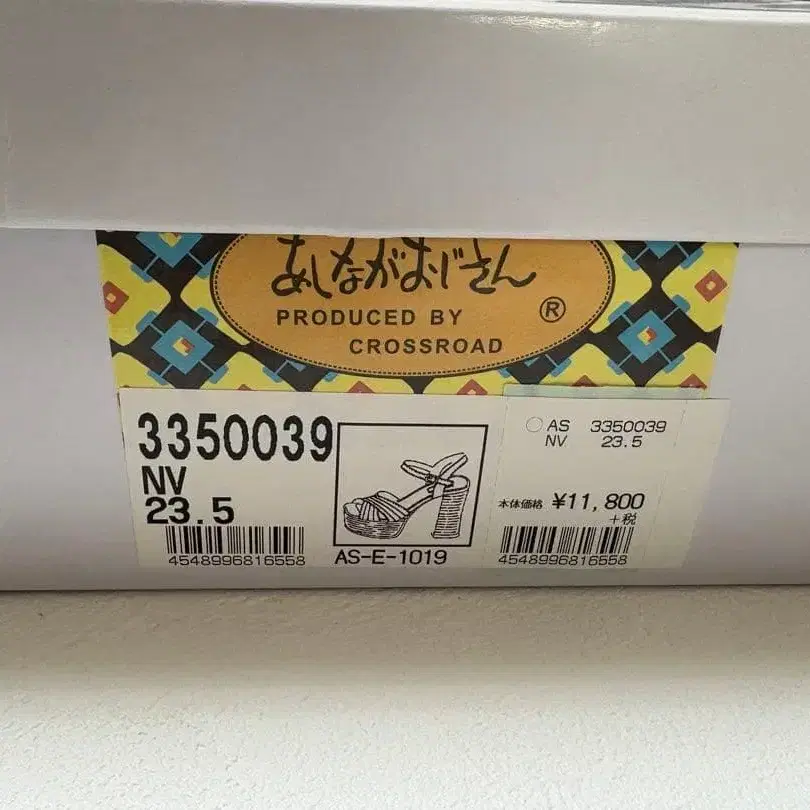 あしながおじさん
PRODUCED BY
CROSSROAD
®
3350039
NV
23.5
4548996816558
AS-E-1019
AS 3350039
NV 23.5
本体価格 ¥11,800
+税
4548996816558